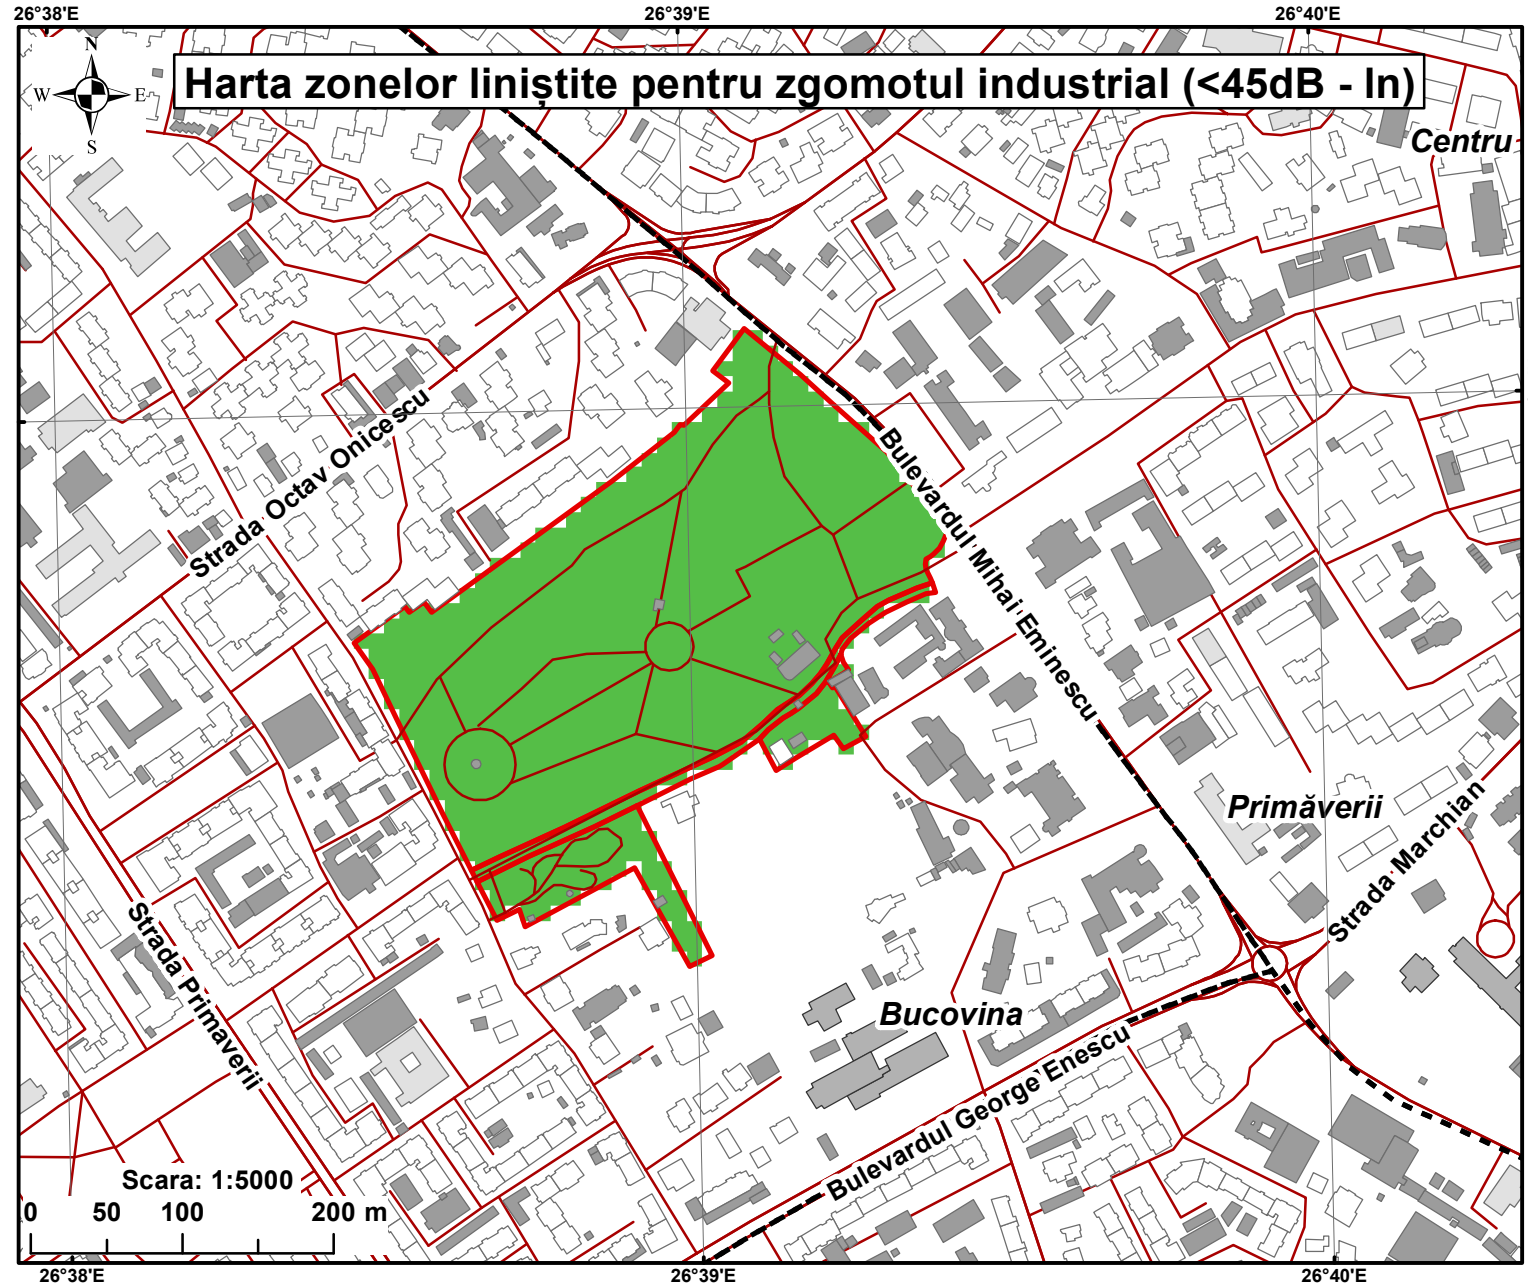 26°38'E
26°39'E
26°40'E
N
W
E
S
Harta zonelor liniștite pentru zgomotul industrial (<45dB - ln)
Centru
Strada Octav Onicescu
Bulevardul Mihai Eminescu
Primăverii
Strada Marchian
Strada Primaverii
Bucovina
Bulevardul George Enescu
Scara: 1:5000
0 50 100 200 m
26°38'E
26°39'E
26°40'E